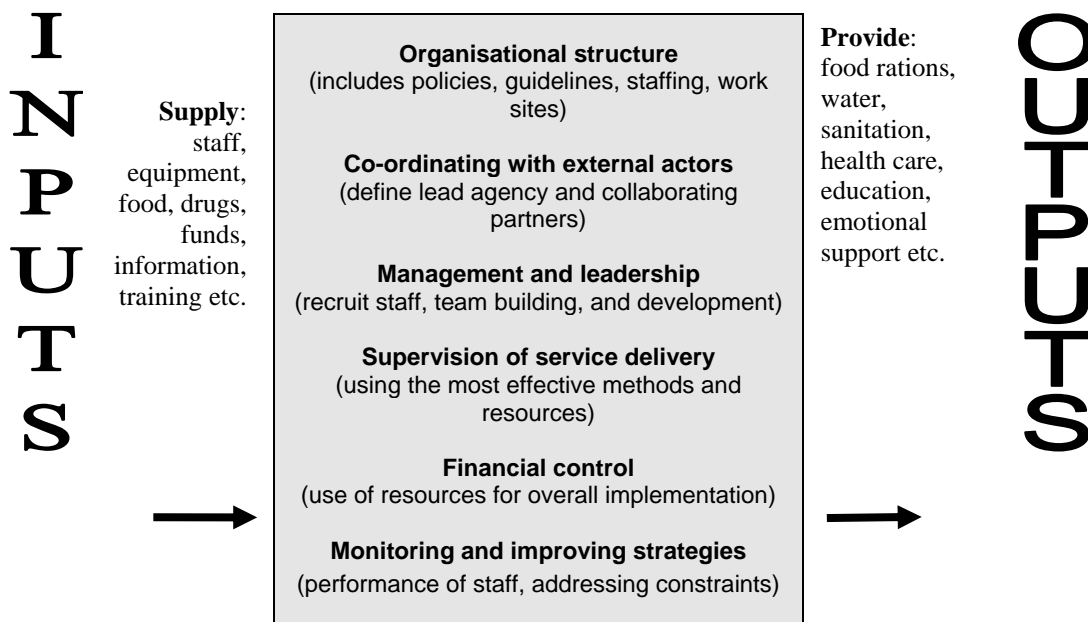 INPUTS
Supply:
staff,
equipment,
food, drugs,
funds,
information,
training etc.
Organisational structure
(includes policies, guidelines, staffing, work
sites)
Co-ordinating with external actors
(define lead agency and collaborating
partners)
Management and leadership
(recruit staff, team building, and development)
Supervision of service delivery
(using the most effective methods and
resources)
Financial control
(use of resources for overall implementation)
Monitoring and improving strategies
(performance of staff, addressing constraints)
Provide:
food rations,
water,
sanitation,
health care,
education,
emotional
support etc.
OUTPUTS